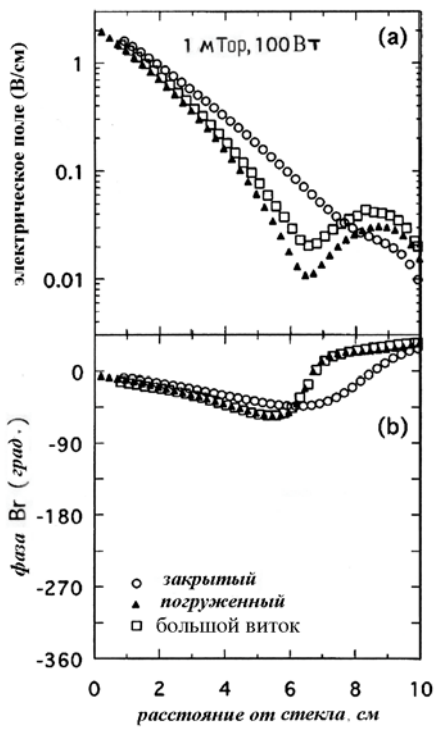 (a)
1 мТор, 100 Вт
электрическое поле (В/см)
1
0.1
0.01
(b)
фаза Br (град.)
0
-90
-180
-270
-360
закрытый
погруженный
большой виток
0 2 4 6 8 10
расстояние от стекла, см